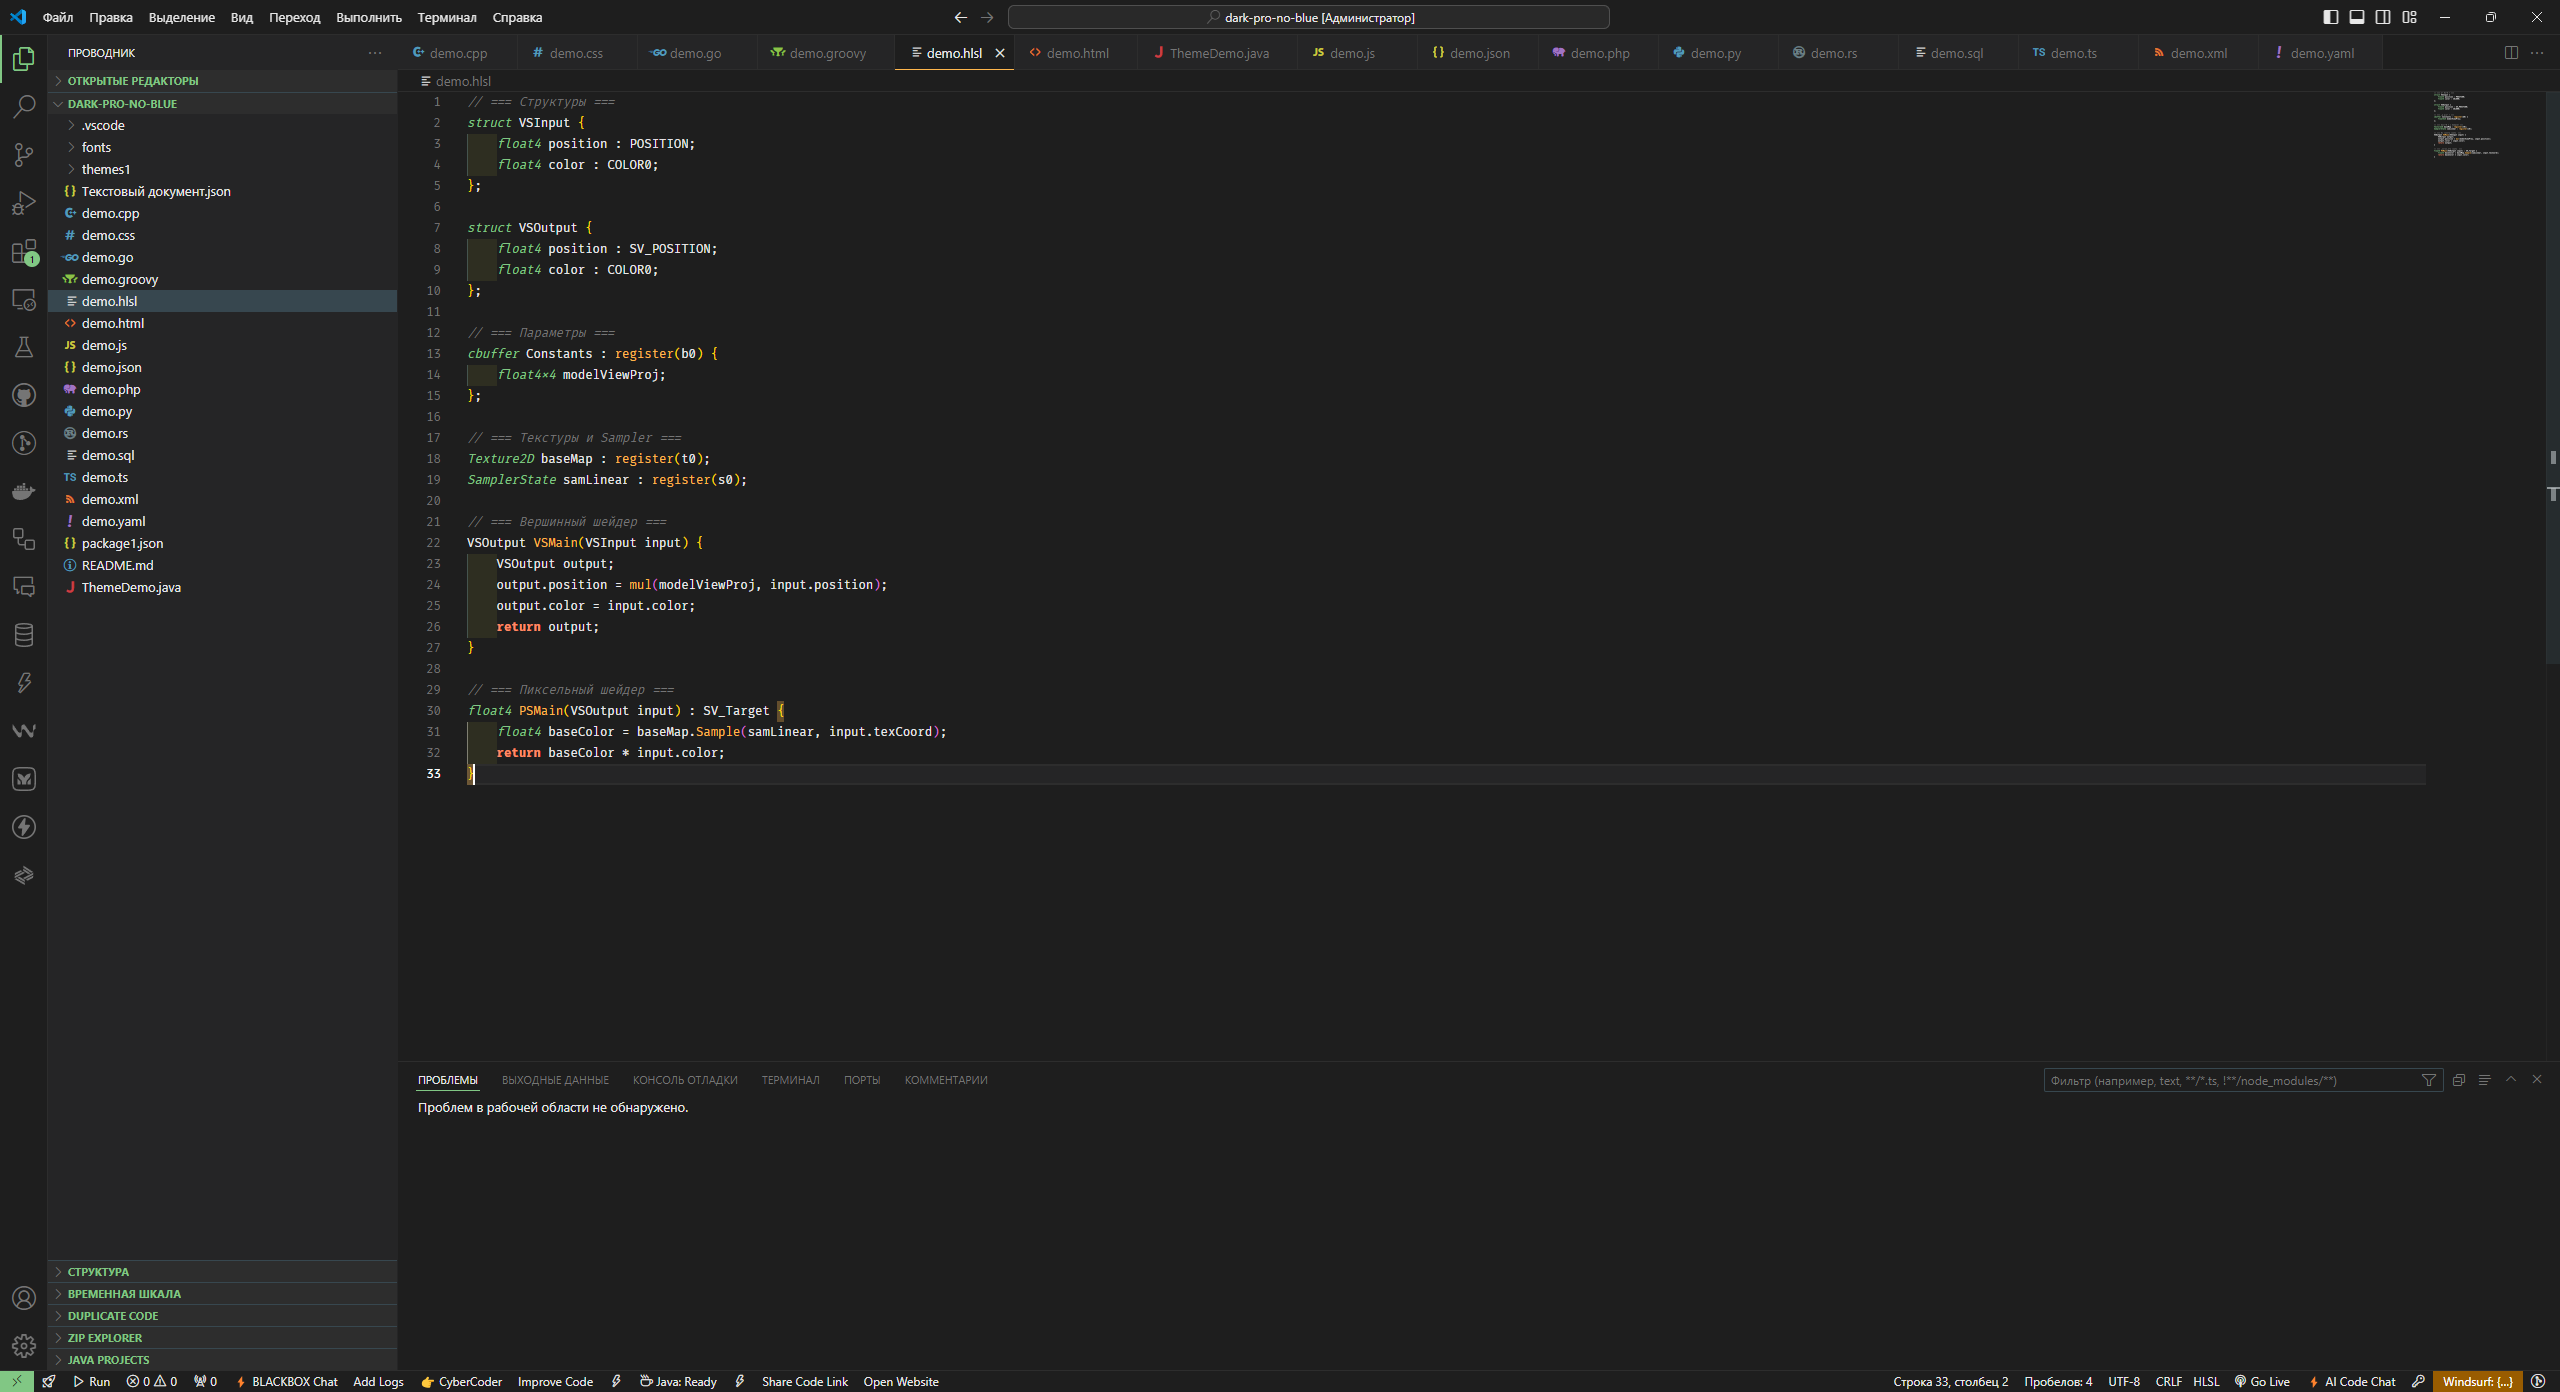 Файл Правка Выделение Вид Переход Выполнить Терминал Справка
dark-pro-no-blue [Администратор]
ПРОВОДНИК
ОТКРЫТЫЕ РЕДАКТОРЫ
DARK-PRO-NO-BLUE
.vscode
fonts
themes1
Текстовый документ.json
demo.cpp
demo.css
demo.go
demo.groovy
demo.hlsl
demo.html
demo.js
demo.json
demo.php
demo.py
demo.rs
demo.sql
demo.ts
demo.xml
demo.yaml
package1.json
README.md
ThemeDemo.java
СТРУКТУРА
ВРЕМЕННАЯ ШКАЛА
DUPLICATE CODE
ZIP EXPLORER
JAVA PROJECTS
demo.cpp demo.css demo.go demo.groovy demo.hlsl demo.html ThemeDemo.java demo.js demo.json demo.php demo.py demo.rs demo.sql demo.ts demo.xml demo.yaml
demo.hlsl
1 // === Структуры ===
2 struct VSInput {
3 float4 position : POSITION;
4 float4 color : COLOR0;
5 };
6
7 struct VSOutput {
8 float4 position : SV_POSITION;
9 float4 color : COLOR0;
10 };
11
12 // === Параметры ===
13 cbuffer Constants : register(b0) {
14 float4×4 modelViewProj;
15 };
16
17 // === Текстуры и Sampler ===
18 Texture2D baseMap : register(t0);
19 SamplerState samLinear : register(s0);
20
21 // === Вершинный шейдер ===
22 VSOutput VSMain(VSInput input) {
23 VSOutput output;
24 output.position = mul(modelViewProj, input.position);
25 output.color = input.color;
26 return output;
27 }
28
29 // === Пиксельный шейдер ===
30 float4 PSMain(VSOutput input) : SV_Target {
31 float4 baseColor = baseMap.Sample(samLinear, input.texCoord);
32 return baseColor * input.color;
33 }
ПРОБЛЕМЫ ВЫХОДНЫЕ ДАННЫЕ КОНСОЛЬ ОТЛАДКИ ТЕРМИНАЛ ПОРТЫ КОММЕНТАРИИ
Фильтр (например, text, **/*.ts, !**/node_modules/**)
Проблем в рабочей области не обнаружено.
Run 0 0 0 BLACKBOX Chat Add Logs CyberCoder Improve Code Java: Ready Share Code Link Open Website
Строка 33, столбец 2 Пробелов: 4 UTF-8 CRLF HLSL Go Live AI Code Chat Windsurf: {...}